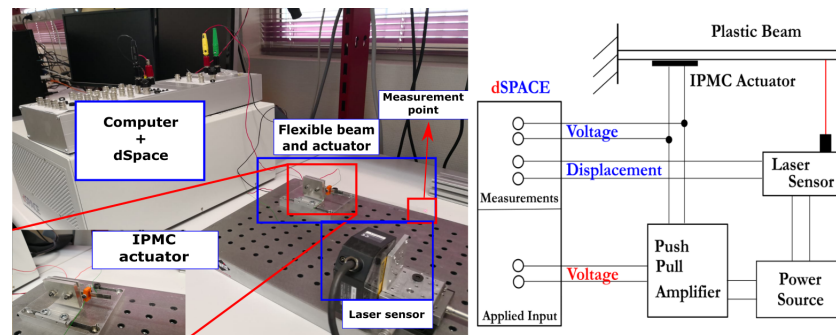 Measurement
point
Computer
+
dSpace
Flexible beam
and actuator
IPMC
actuator
Laser sensor
Plastic Beam
IPMC Actuator
dSPACE
Voltage
Displacement
Measurements
Laser
Sensor
Push
Pull
Amplifier
Voltage
Applied Input
Power
Source